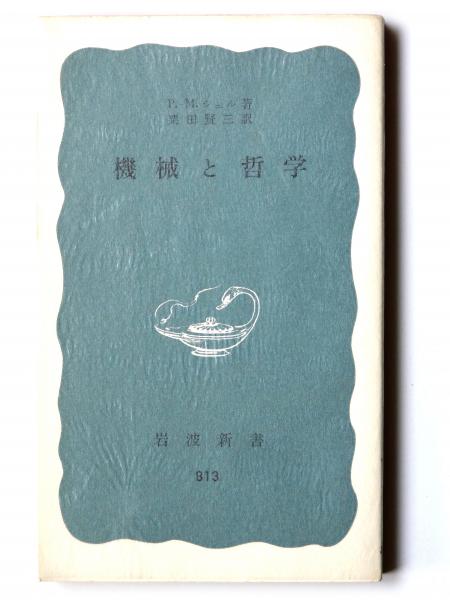 P.-M.シュル著
粟田賢三訳
機械と哲学
岩波新書
813